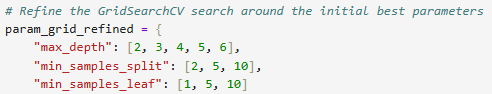 # Refine the GridSearchCV search around the initial best parameters
param_grid_refined = {
    "max_depth": [2, 3, 4, 5, 6],
    "min_samples_split": [2, 5, 10],
    "min_samples_leaf": [1, 5, 10]